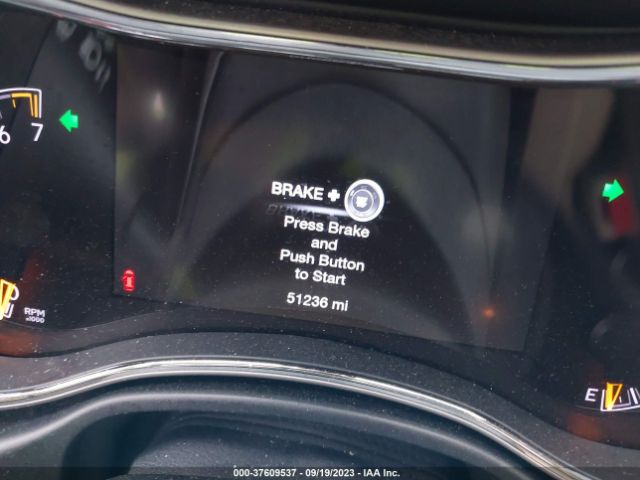 6 7
BRAKE +
Press Brake
and
Push Button
to Start
51236 mi
RPM
x1000
E
000-37609537 - 09/19/2023 - IAA Inc.